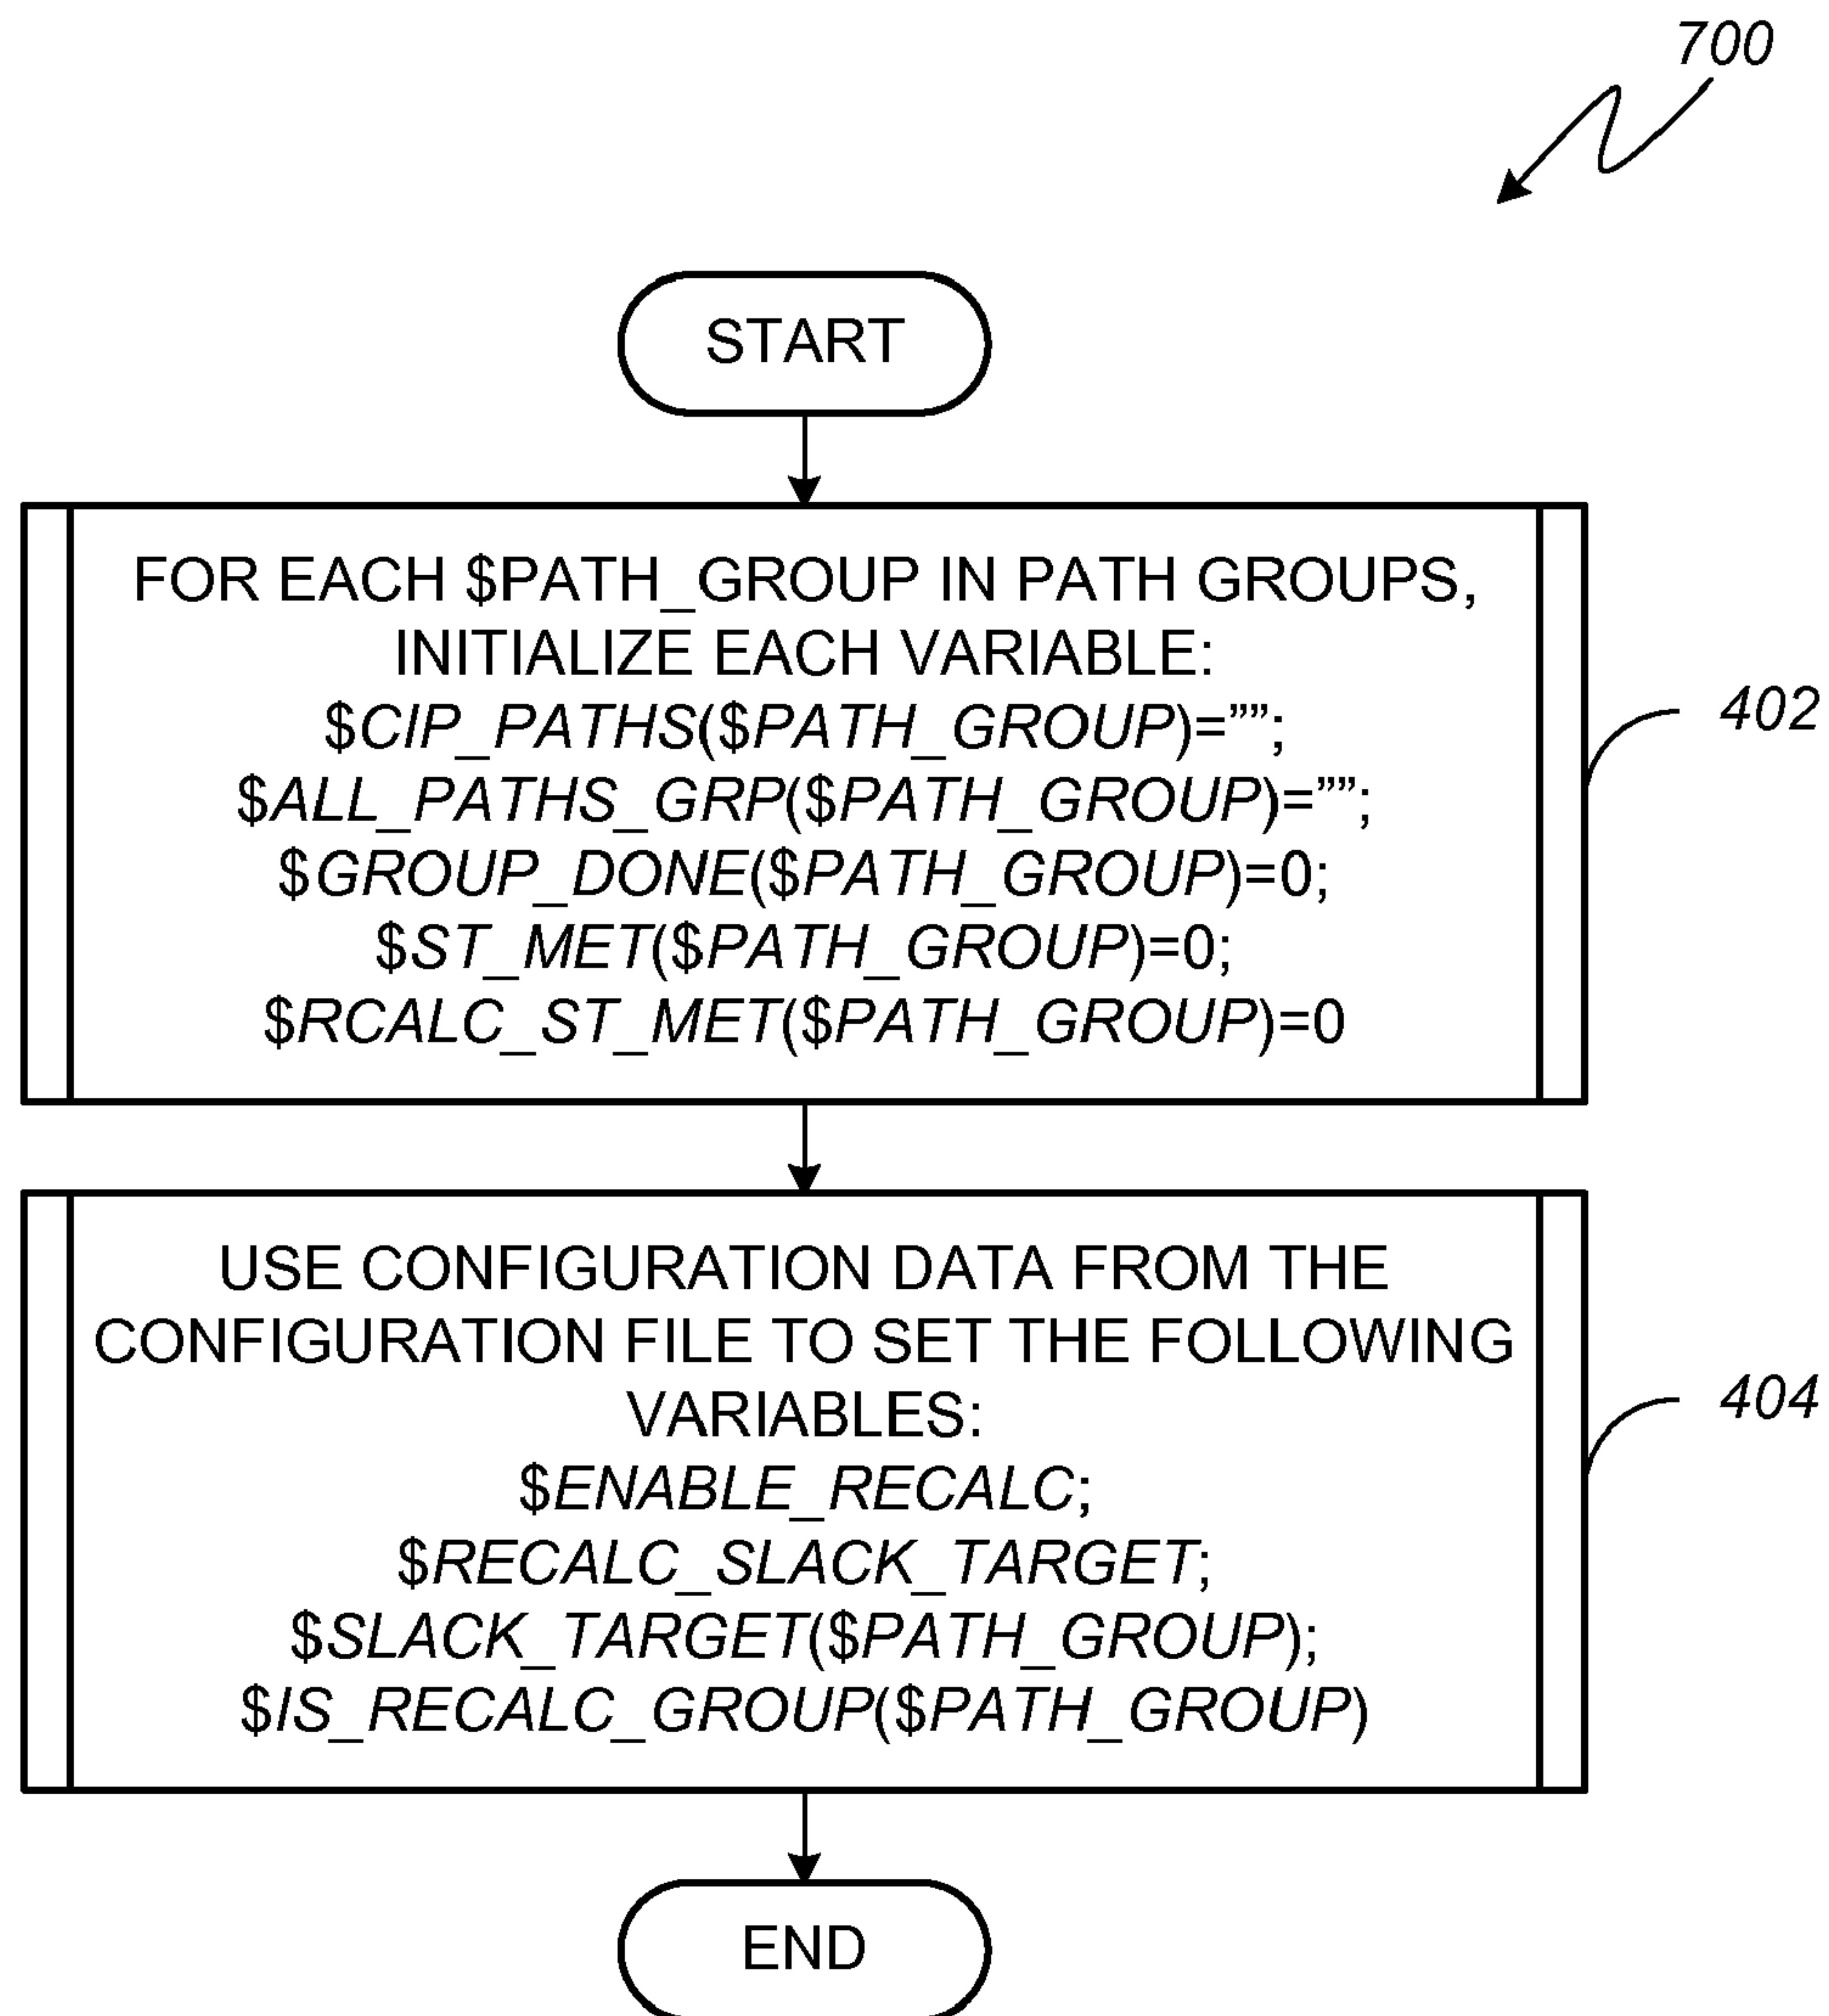 700
START
FOR EACH $PATH_GROUP IN PATH GROUPS,
INITIALIZE EACH VARIABLE:
$CIP_PATHS($PATH_GROUP)=””;
$ALL_PATHS_GRP($PATH_GROUP)=””;
$GROUP_DONE($PATH_GROUP)=0;
$ST_MET($PATH_GROUP)=0;
$RCALC_ST_MET($PATH_GROUP)=0
402
USE CONFIGURATION DATA FROM THE
CONFIGURATION FILE TO SET THE FOLLOWING
VARIABLES:
$ENABLE_RECALC;
$RECALC_SLACK_TARGET;
$SLACK_TARGET($PATH_GROUP);
$IS_RECALC_GROUP($PATH_GROUP)
404
END